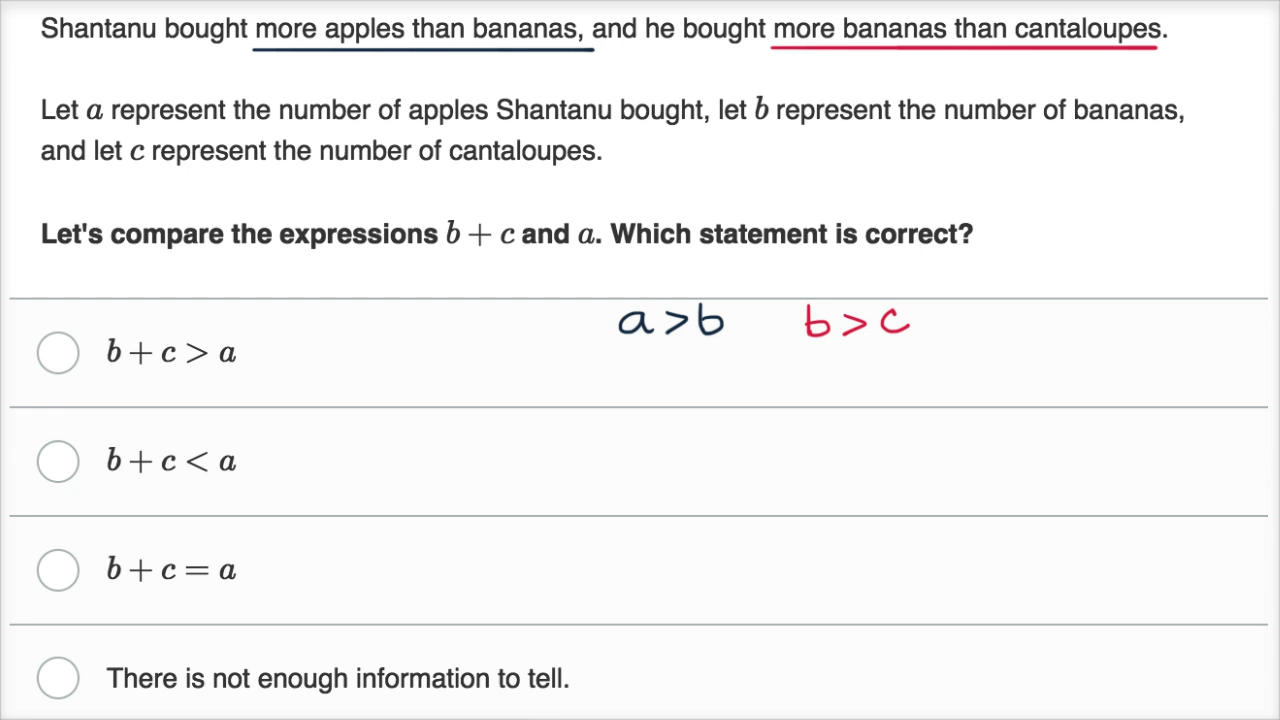 Shantanu bought more apples than bananas, and he bought more bananas than cantaloupes.
Let a represent the number of apples Shantanu bought, let b represent the number of bananas,
and let c represent the number of cantaloupes.
Let's compare the expressions b + c and a. Which statement is correct?
a > b b > c
b + c > a
b + c < a
b + c = a
There is not enough information to tell.